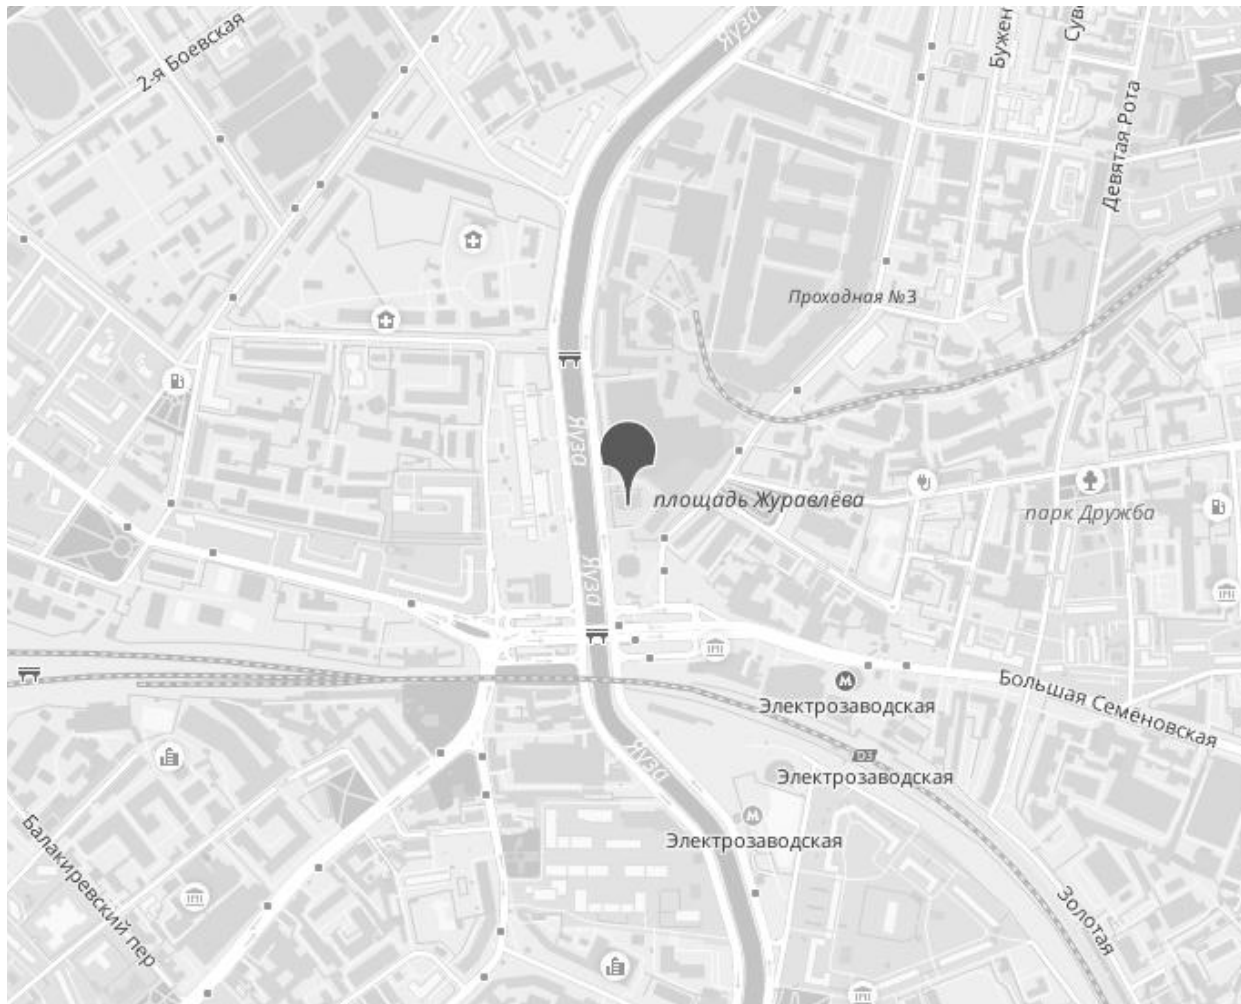 2-я Боевская
Яуза
Бужен
Сув
Девятая Рота
Проходная №3
Яуза
площадь Журавлёва
парк Дружба
Яуза
Электрозаводская
Большая Семёновская
D3
Электрозаводская
Яуза
Электрозаводская
Балакиревский пер
Золотая